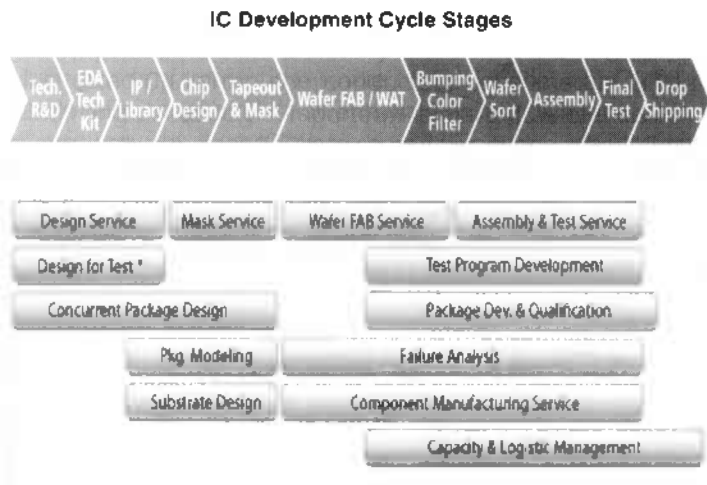 IC Development Cycle Stages
Tech. R&D
EDA Tech Kit
IP / Library
Chip Design
Tapeout & Mask
Wafer FAB / WAT
Bumping Color Filter
Wafer Sort
Assembly
Final Test
Drop Shipping
Design Service
Mask Service
Wafer FAB Service
Assembly & Test Service
Design for Test *
Test Program Development
Concurrent Package Design
Package Dev. & Qualification
Pkg. Modeling
Failure Analysis
Substrate Design
Component Manufacturing Service
Capacity & Logistic Management